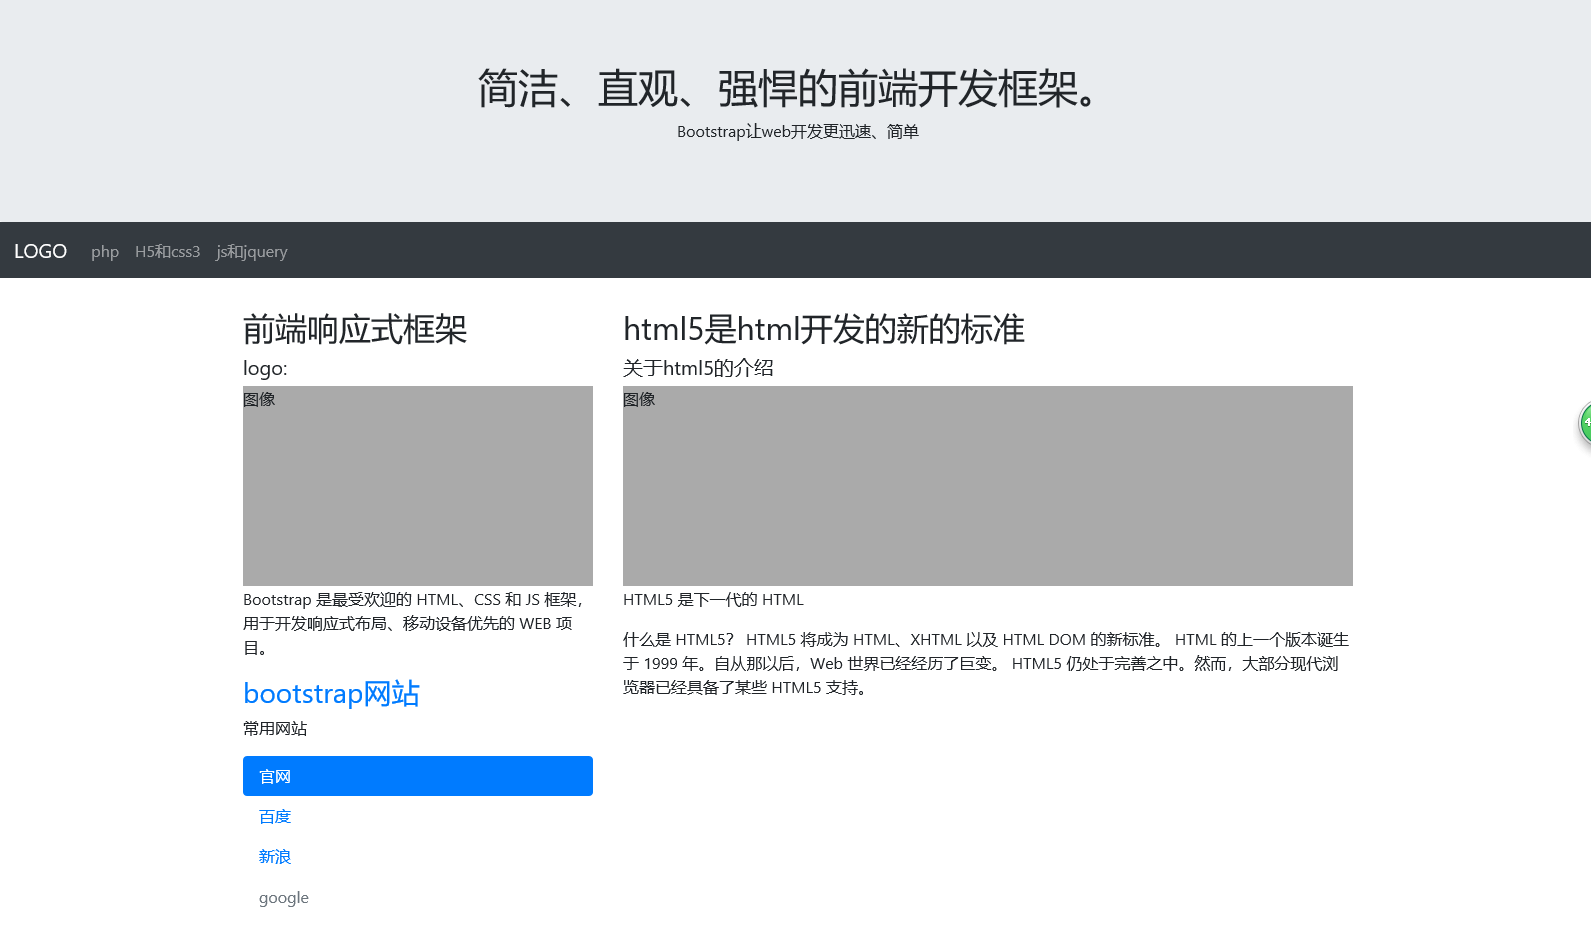 简洁、直观、强悍的前端开发框架。
Bootstrap让web开发更迅速、简单
LOGO php H5和css3 js和jquery
前端响应式框架
logo:
图像
Bootstrap 是最受欢迎的 HTML、CSS 和 JS 框架，
用于开发响应式布局、移动设备优先的 WEB 项
目。
bootstrap网站
常用网站
官网
百度
新浪
google
html5是html开发的新的标准
关于html5的介绍
图像
HTML5 是下一代的 HTML
什么是 HTML5？ HTML5 将成为 HTML、XHTML 以及 HTML DOM 的新标准。 HTML 的上一个版本诞生
于 1999 年。自从那以后，Web 世界已经经历了巨变。 HTML5 仍处于完善之中。然而，大部分现代浏
览器已经具备了某些 HTML5 支持。